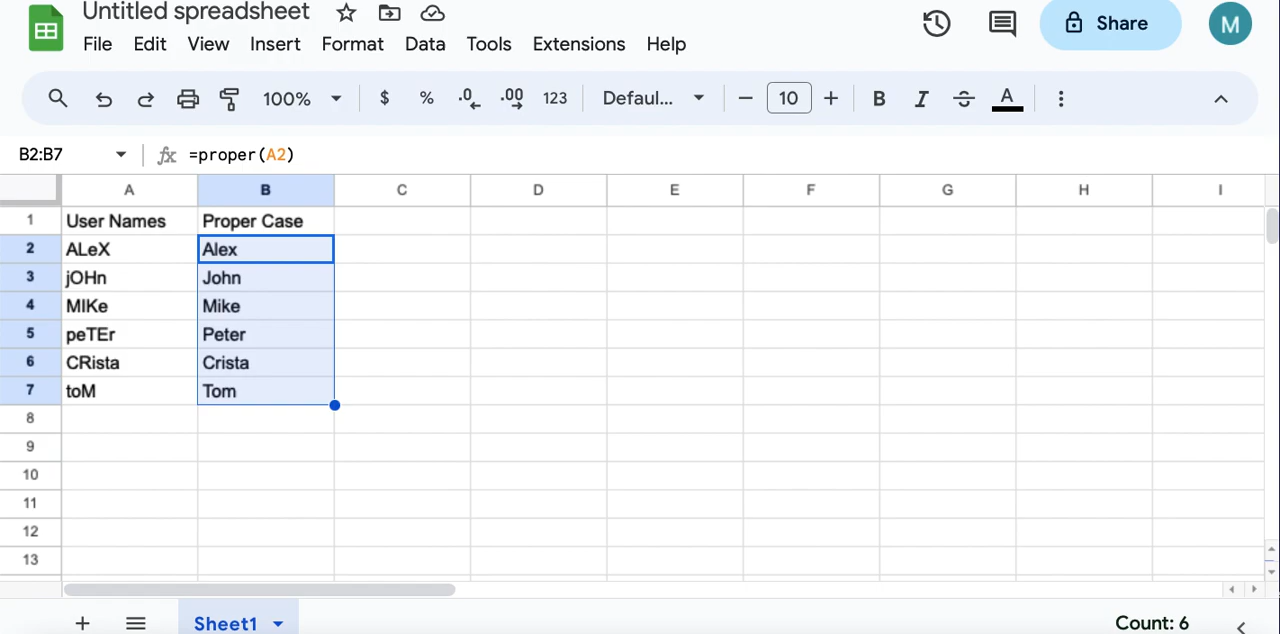 Untitled spreadsheet
File Edit View Insert Format Data Tools Extensions Help
Share
M
100% $ % .0 .00 123 Defaul... − 10 + B I S A
B2:B7 fx =proper(A2)
A B C D E F G H I
1 User Names Proper Case
2 ALeX Alex
3 jOHn John
4 MIKe Mike
5 peTEr Peter
6 CRista Crista
7 toM Tom
8
9
10
11
12
13
+ Sheet1 Count: 6